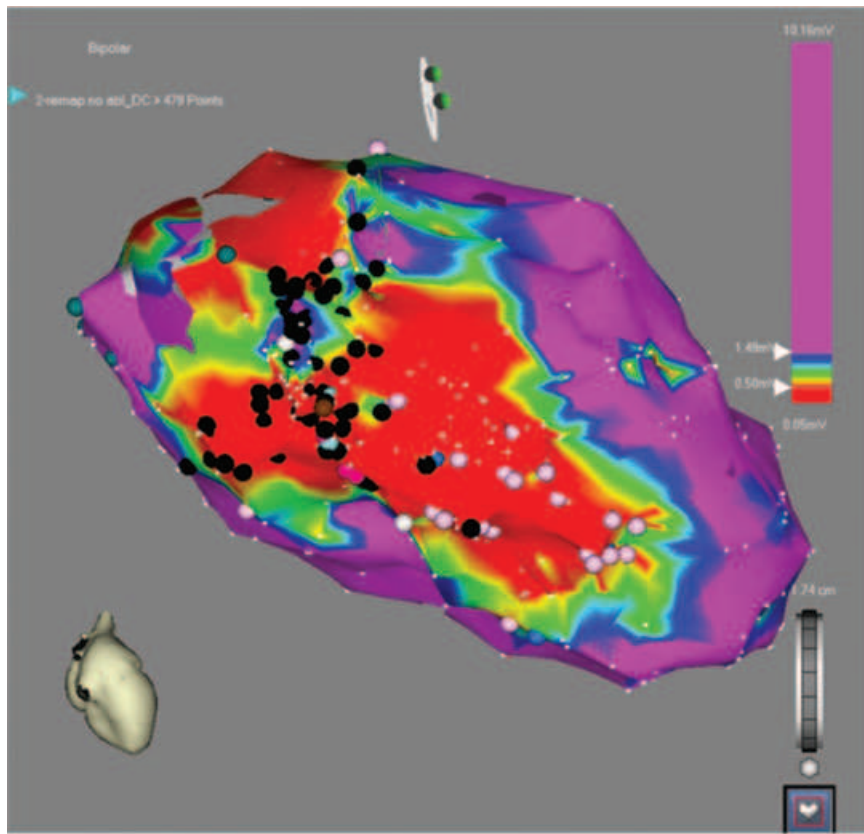 10.16mV
Bipolar
2-remap no abl_DC > 479 Points
1.49mV
0.50mV
0.05mV
1.74 cm